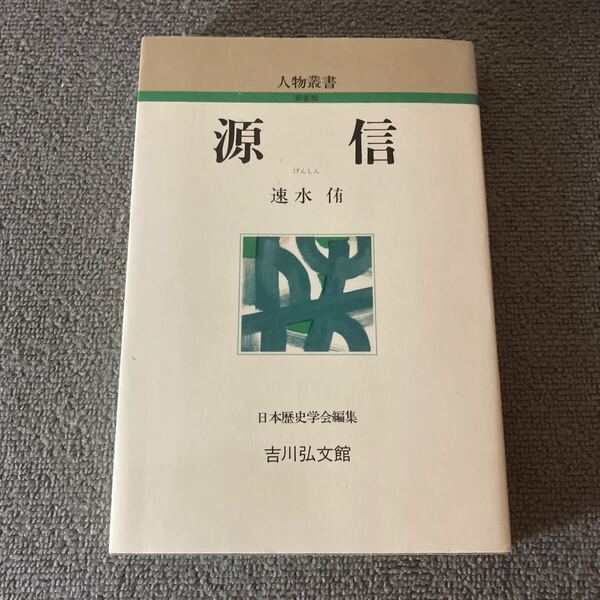 人物叢書
新装版
源信
げんしん
速水 侑
日本歴史学会編集
吉川弘文館